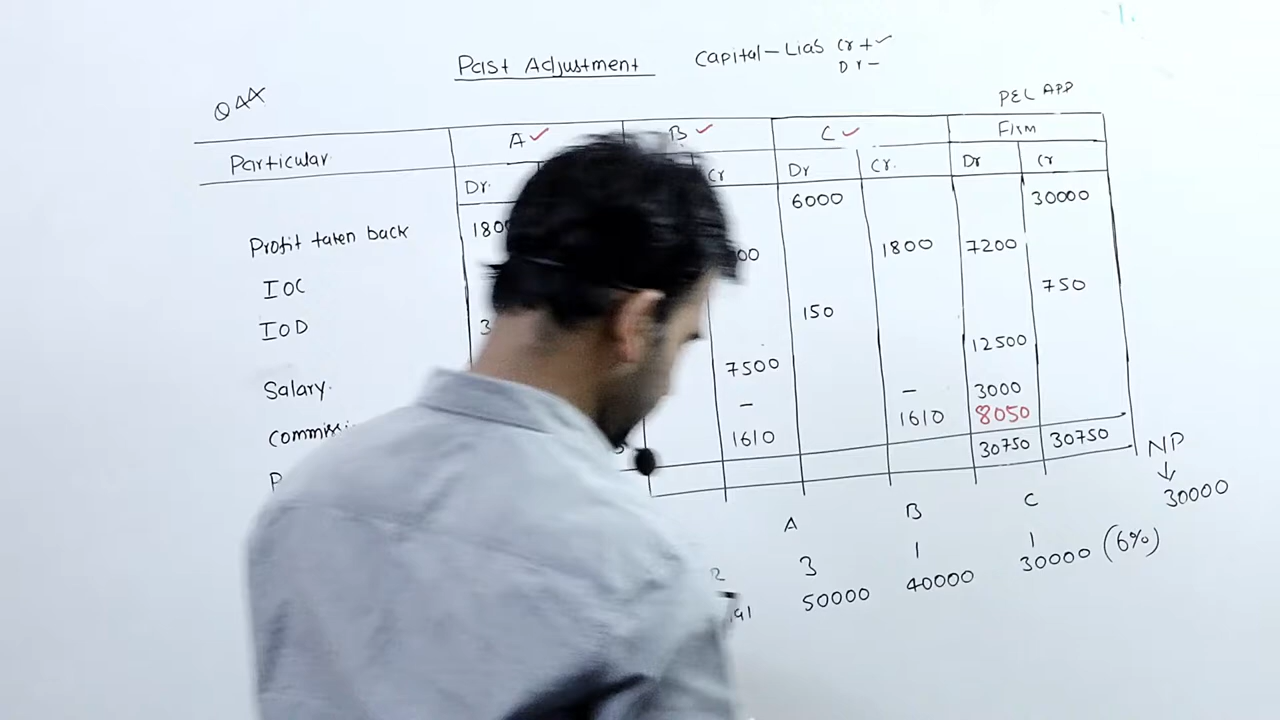 Past Adjustment Capital - Lias Cr + ✓
Dr -
Q AAX
P&L APP
Particular A ✓ B ✓ C ✓ Firm
Dr. Cr Dr Cr. Dr Cr
Profit taken back 6000 30000
IOC 1800 7200
IOD 150 750
Salary. 7500 12500
- - 3000
1610 1610 8050
30750 30750
NP
↓
30000
A B C
3 1 1
50000 40000 30000 (6%)